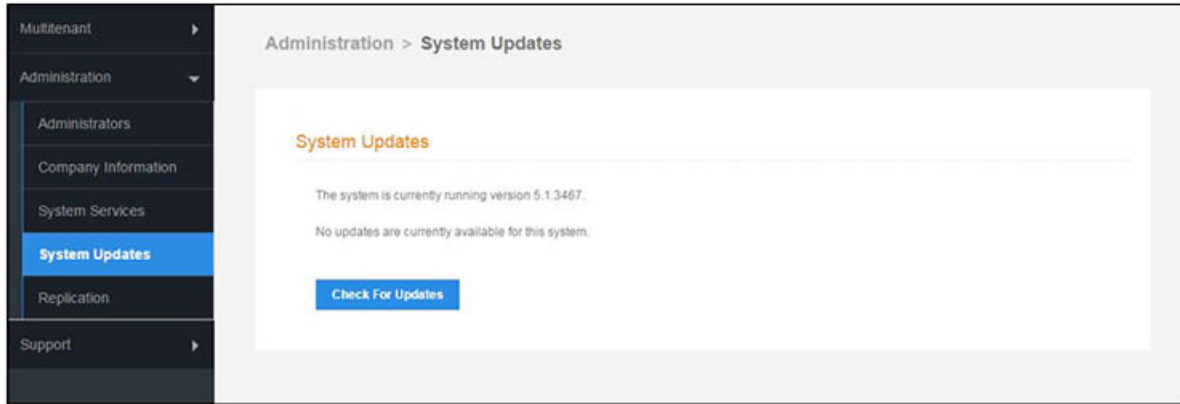 Multitenant
Administration
Administrators
Company Information
System Services
System Updates
Replication
Support
Administration > System Updates
System Updates
The system is currently running version 5.1.3467.
No updates are currently available for this system.
Check For Updates